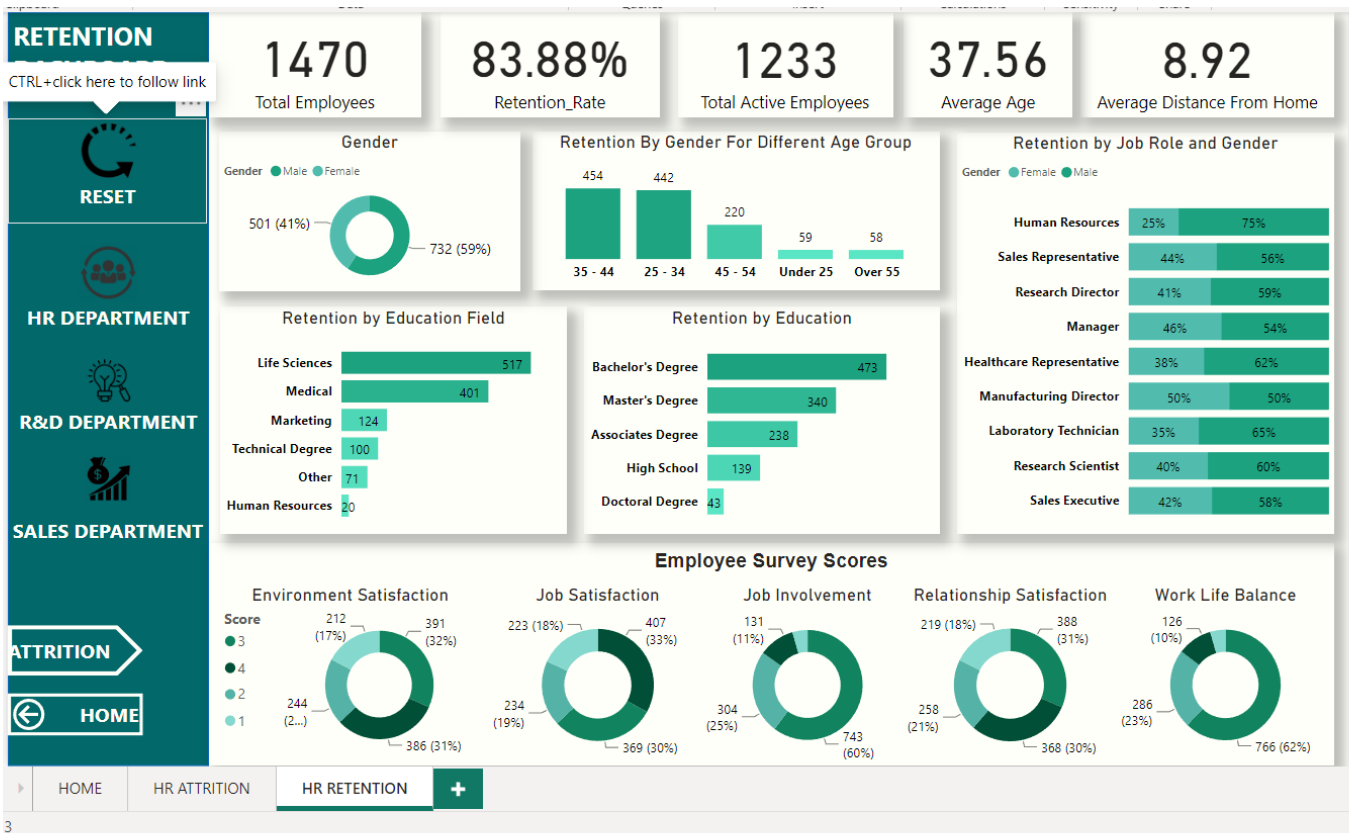 RETENTION
CTRL+click here to follow link
RESET
HR DEPARTMENT
R&D DEPARTMENT
SALES DEPARTMENT
ATTRITION
HOME
1470
Total Employees
83.88%
Retention_Rate
1233
Total Active Employees
37.56
Average Age
8.92
Average Distance From Home
Gender
Gender Male Female
501 (41%)
732 (59%)
Retention By Gender For Different Age Group
454 442 220 59 58
35 - 44 25 - 34 45 - 54 Under 25 Over 55
Retention by Job Role and Gender
Gender Female Male
Human Resources 25% 75%
Sales Representative 44% 56%
Research Director 41% 59%
Manager 46% 54%
Healthcare Representative 38% 62%
Manufacturing Director 50% 50%
Laboratory Technician 35% 65%
Research Scientist 40% 60%
Sales Executive 42% 58%
Retention by Education Field
Life Sciences 517
Medical 401
Marketing 124
Technical Degree 100
Other 71
Human Resources 20
Retention by Education
Bachelor's Degree 473
Master's Degree 340
Associates Degree 238
High School 139
Doctoral Degree 43
Employee Survey Scores
Environment Satisfaction
Score
3
4
2
1
212
(17%)
391
(32%)
244
(2...)
386 (31%)
Job Satisfaction
223 (18%)
407
(33%)
234
(19%)
369 (30%)
Job Involvement
131
(11%)
304
(25%)
743
(60%)
Relationship Satisfaction
219 (18%)
388
(31%)
258
(21%)
368 (30%)
Work Life Balance
126
(10%)
286
(23%)
766 (62%)
HOME HR ATTRITION HR RETENTION
3